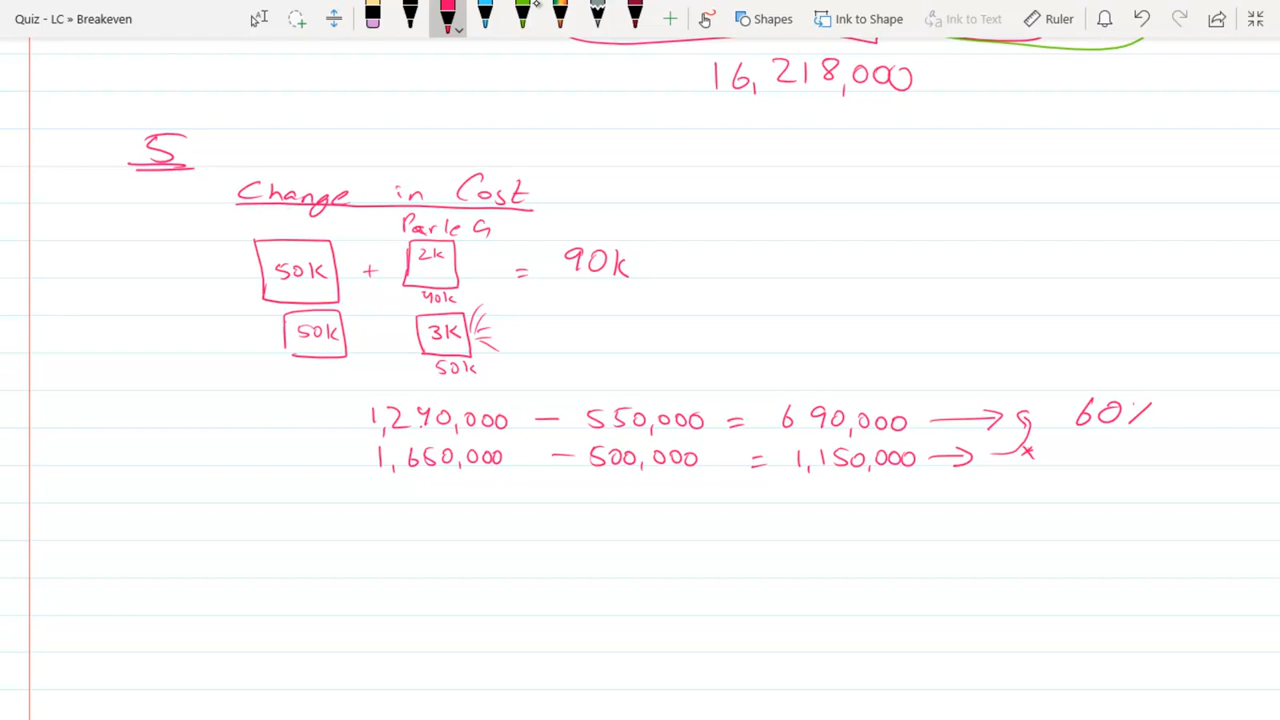 Quiz - LC » Breakeven
Shapes Ink to Shape Ink to Text Ruler
16,218,000
5
Change in Cost
Parle G
50k + 2k = 90k
40k
50k 3k
50k
1,240,000 - 550,000 = 690,000 → 60%
1,650,000 - 500,000 = 1,150,000 →